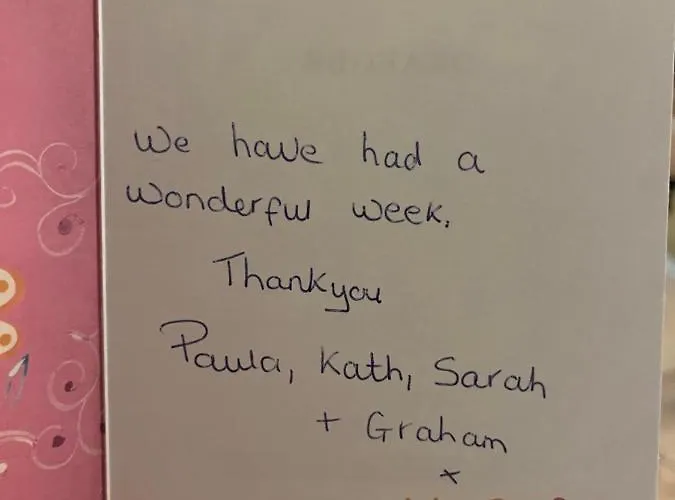 We have had a
wonderful week.
Thankyou
Paula, Kath, Sarah
+ Graham
x